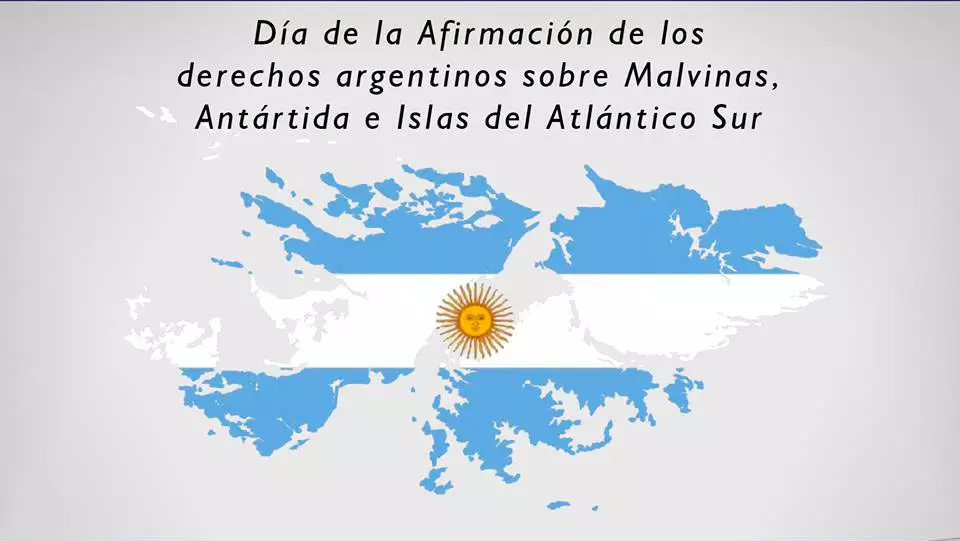 Día de la Afirmación de los
derechos argentinos sobre Malvinas,
Antártida e Islas del Atlántico Sur